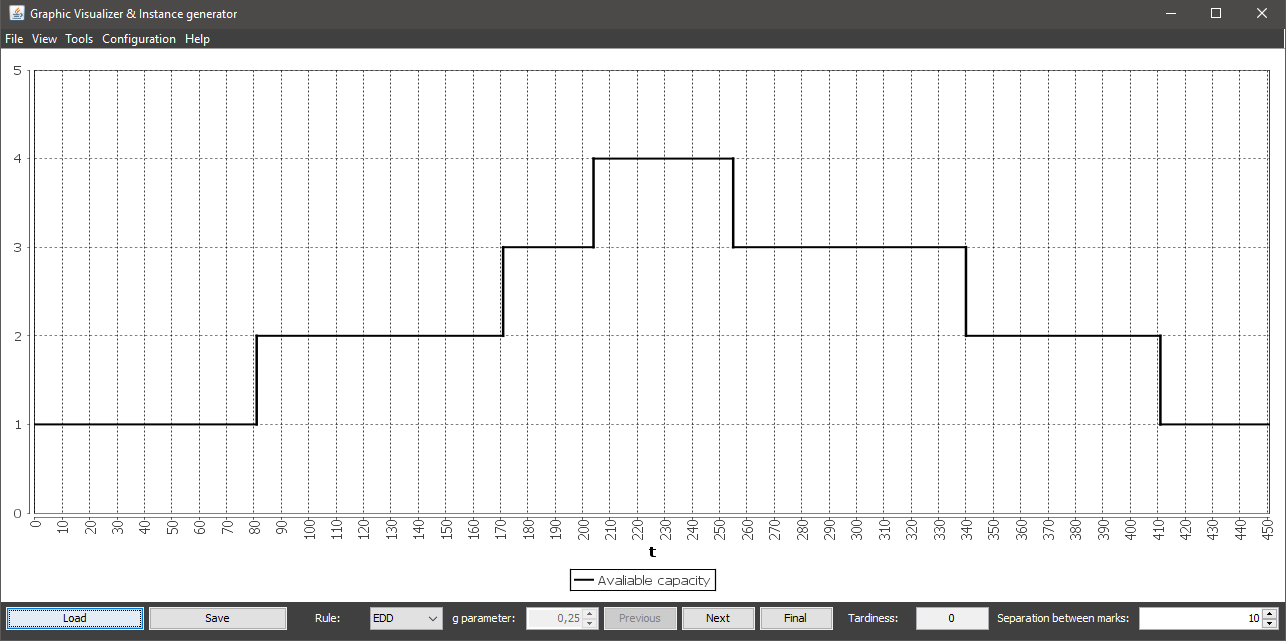 Graphic Visualizer & Instance generator
File View Tools Configuration Help
5
4
3
2
1
0
0 10 20 30 40 50 60 70 80 90 100 110 120 130 140 150 160 170 180 190 200 210 220 230 240 250 260 270 280 290 300 310 320 330 340 350 360 370 380 390 400 410 420 430 440 450
t
Avaliable capacity
Load Save Rule: EDD g parameter: 0,25 Previous Next Final Tardiness: 0 Separation between marks: 10